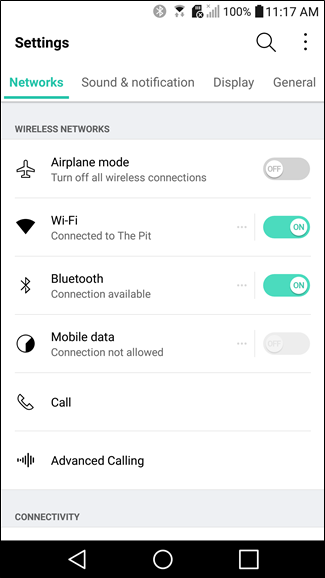 100% 11:17 AM
Settings
Networks Sound & notification Display General
WIRELESS NETWORKS
Airplane mode
Turn off all wireless connections
OFF
Wi-Fi
Connected to The Pit
ON
Bluetooth
Connection available
ON
Mobile data
Connection not allowed
OFF
Call
Advanced Calling
CONNECTIVITY